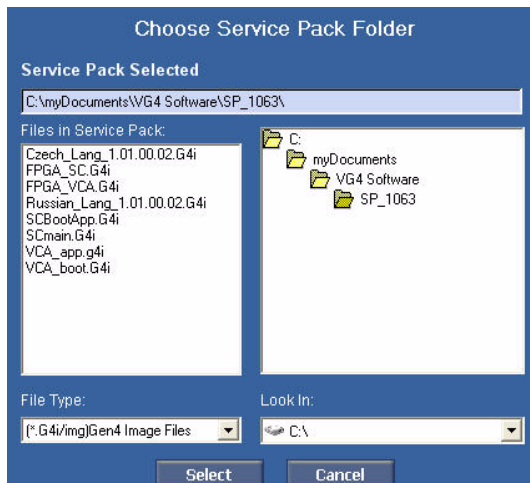 Choose Service Pack Folder
Service Pack Selected
C:\myDocuments\VG4 Software\SP_1063\
Files in Service Pack:
Czech_Lang_1.01.00.02.G4i
FPGA_SC.G4i
FPGA_VCA.G4i
Russian_Lang_1.01.00.02.G4i
SCBootApp.G4i
SCmain.G4i
VCA_app.g4i
VCA_boot.G4i
C:
myDocuments
VG4 Software
SP_1063
File Type:
(*.G4i/img)Gen4 Image Files
Look In:
C:\
Select
Cancel